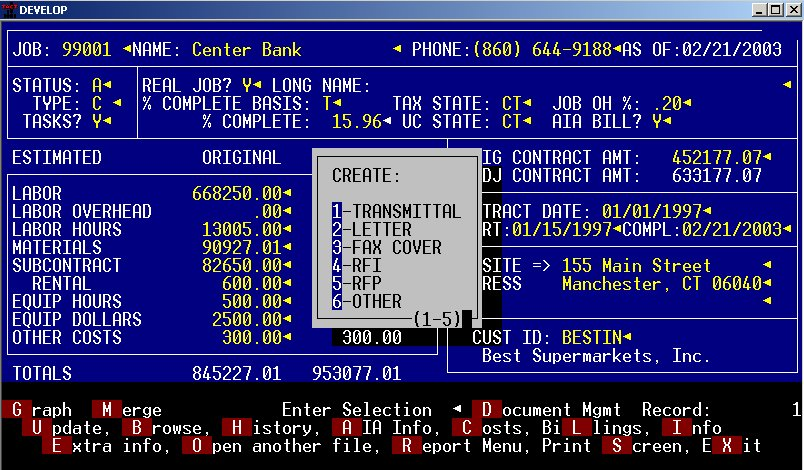 DEVELOP
JOB: 99001 NAME: Center Bank PHONE:(860) 644-9188 AS OF:02/21/2003
STATUS: A REAL JOB? Y LONG NAME:
TYPE: C % COMPLETE BASIS: T TAX STATE: CT JOB OH %: .20
TASKS? Y % COMPLETE: 15.96 UC STATE: CT AIA BILL? Y
ESTIMATED ORIGINAL IG CONTRACT AMT: 452177.07
CREATE: DJ CONTRACT AMT: 633177.07
LABOR 668250.00
LABOR OVERHEAD .00 1-TRANSMITTAL TRACT DATE: 01/01/1997
LABOR HOURS 13005.00 2-LETTER RT:01/15/1997 COMPL:02/21/2003
MATERIALS 90927.01 3-FAX COVER
SUBCONTRACT 82650.00 4-RFI SITE => 155 Main Street
RENTAL 600.00 5-RFP RESS Manchester, CT 06040
EQUIP HOURS 500.00 6-OTHER
EQUIP DOLLARS 2500.00 (1-5)
OTHER COSTS 300.00 300.00 CUST ID: BESTIN
Best Supermarkets, Inc.
TOTALS 845227.01 953077.01
Graph Merge Enter Selection Document Mgmt Record: 1
Update, Browse, History, AIA Info, Costs, BiLlings, Info
Extra info, Open another file, Report Menu, Print Screen, EXit